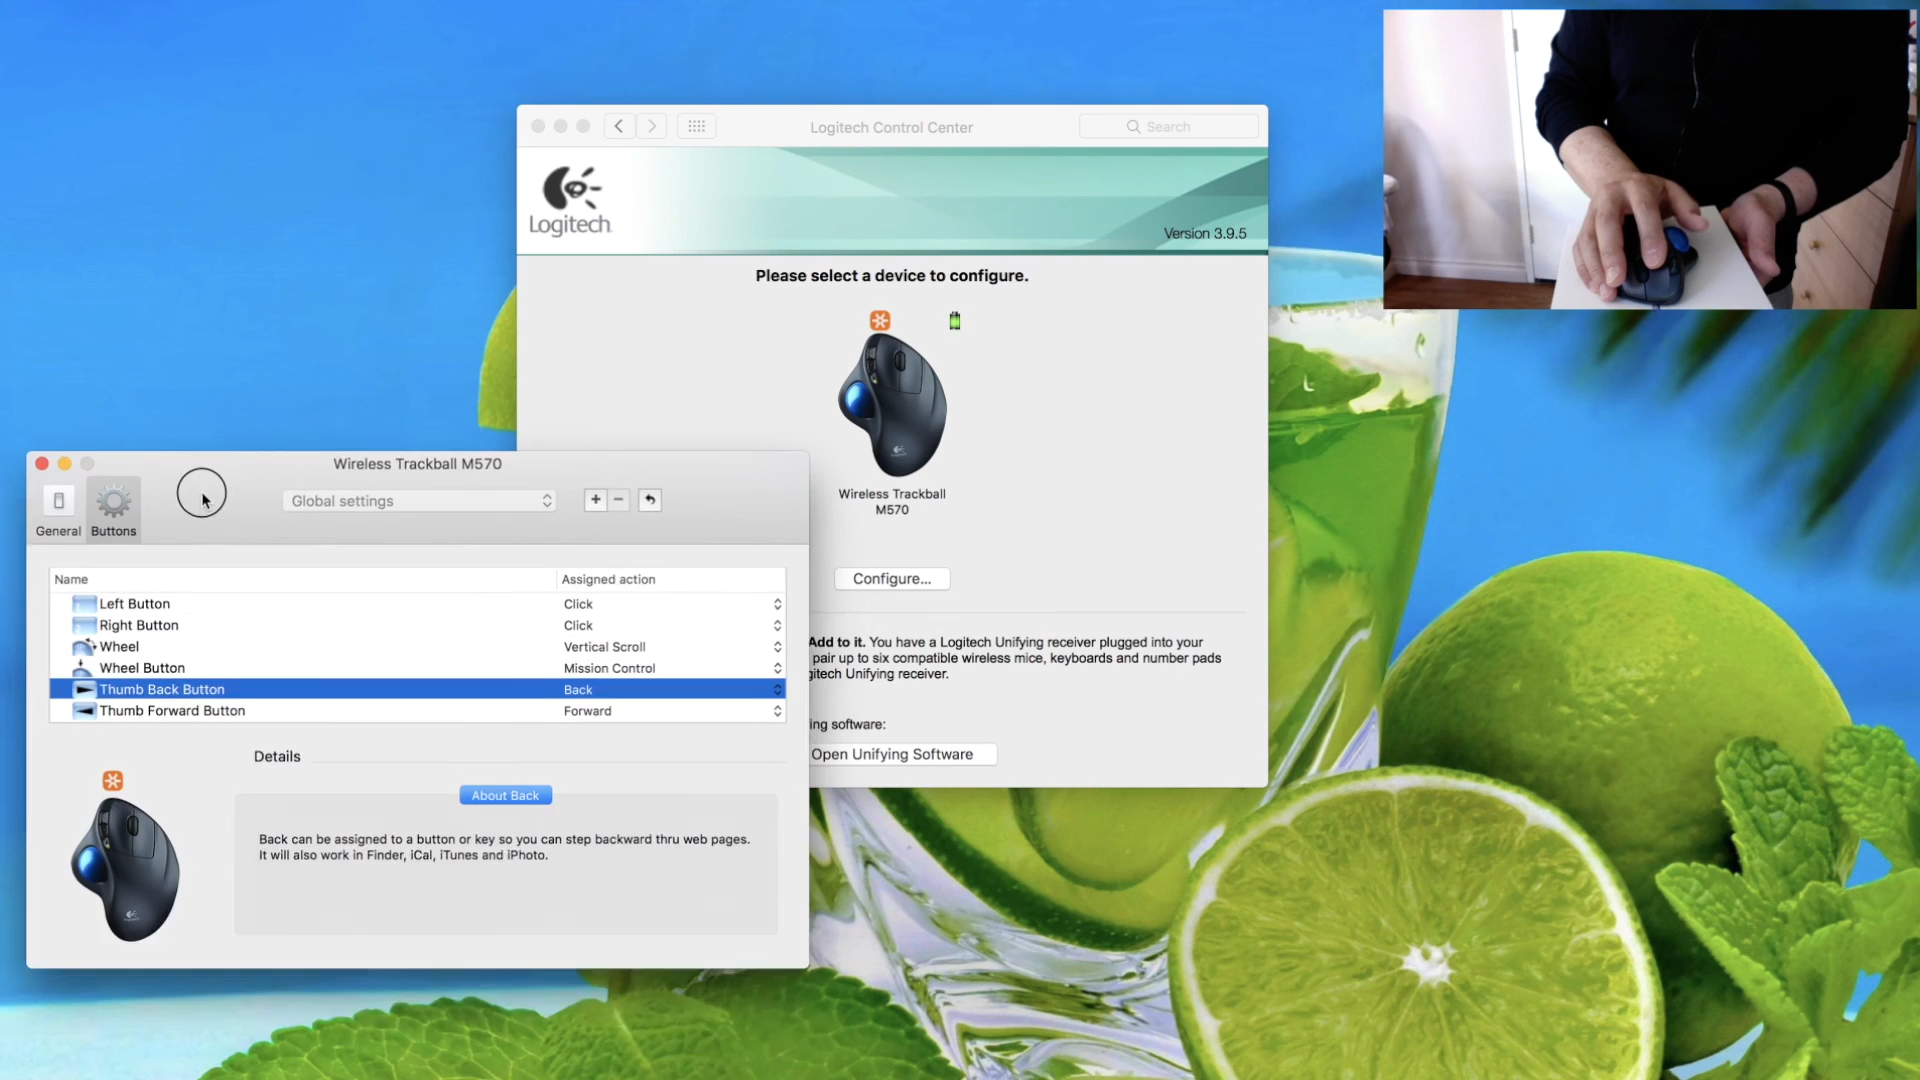 Logitech Control Center
Search
Logitech
Version 3.9.5
Please select a device to configure.
Wireless Trackball
M570
Configure...
Add to it. You have a Logitech Unifying receiver plugged into your
pair up to six compatible wireless mice, keyboards and number pads
gitech Unifying receiver.
ing software:
Open Unifying Software
Wireless Trackball M570
General
Buttons
Global settings
Name
Assigned action
Left Button
Click
Right Button
Click
Wheel
Vertical Scroll
Wheel Button
Mission Control
Thumb Back Button
Back
Thumb Forward Button
Forward
Details
About Back
Back can be assigned to a button or key so you can step backward thru web pages.
It will also work in Finder, iCal, iTunes and iPhoto.